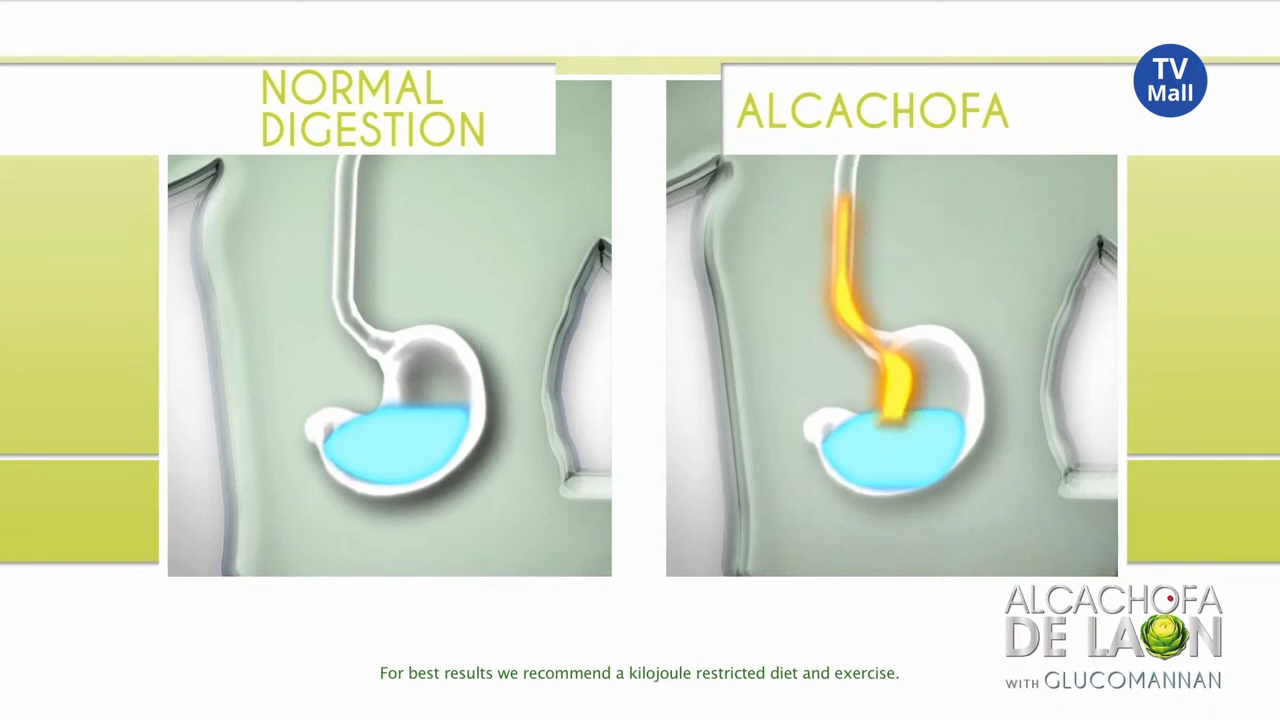 NORMAL
DIGESTION
ALCACHOFA
TV
Mall
ALCACHOFA
DE LAON
WITH GLUCOMANNAN
For best results we recommend a kilojoule restricted diet and exercise.